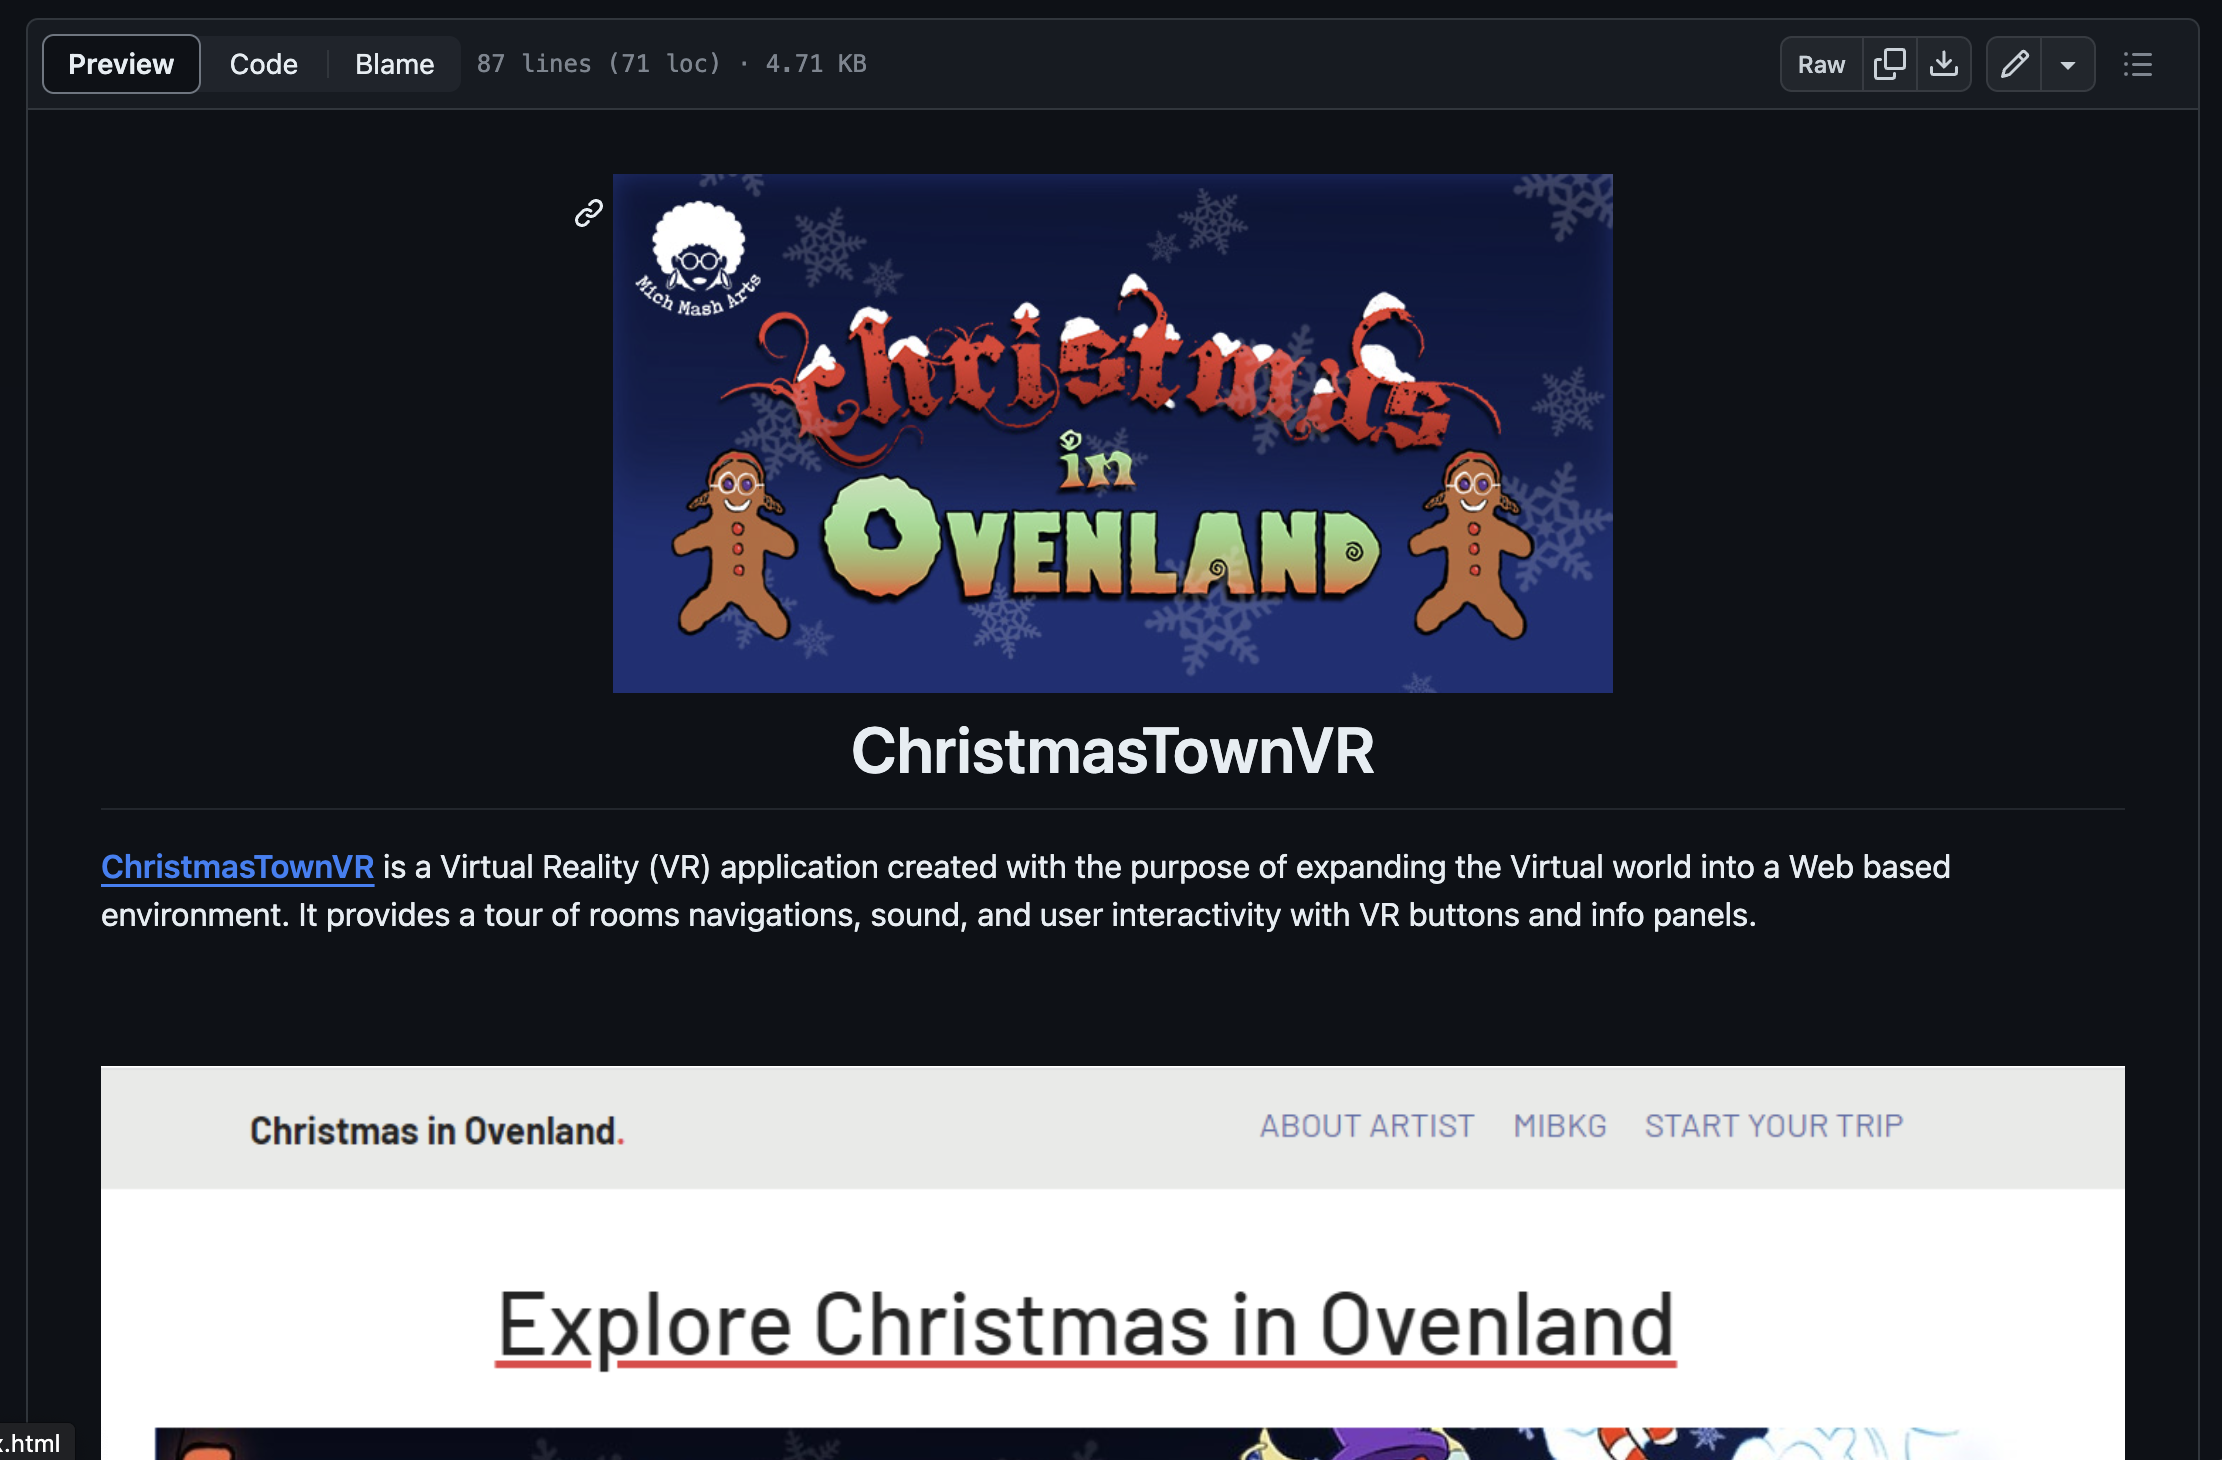 Preview Code Blame 87 lines (71 loc) · 4.71 KB Raw
Mich Mash Arts
Christmas
in
OVENLAND
ChristmasTownVR
ChristmasTownVR is a Virtual Reality (VR) application created with the purpose of expanding the Virtual world into a Web based
environment. It provides a tour of rooms navigations, sound, and user interactivity with VR buttons and info panels.
Christmas in Ovenland. ABOUT ARTIST MIBKG START YOUR TRIP
Explore Christmas in Ovenland
.html